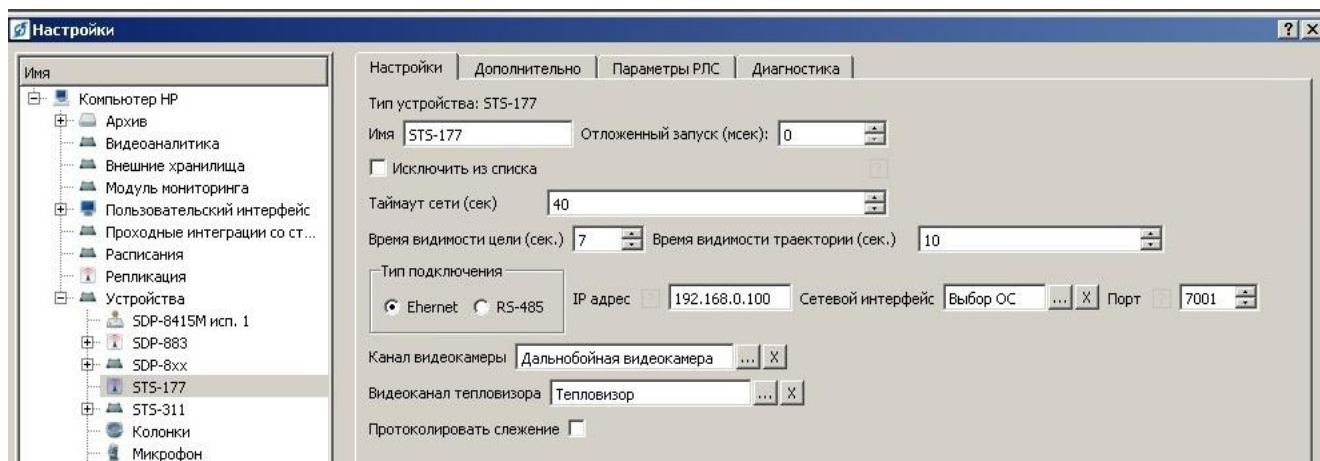 Настройки
Имя
Компьютер HP
Архив
Видеоаналитика
Внешние хранилища
Модуль мониторинга
Пользовательский интерфейс
Проходные интеграции со ст...
Расписания
Репликация
Устройства
SDP-8415М исп. 1
SDP-883
SDP-8xx
STS-177
STS-311
Колонки
Микрофон
Настройки Дополнительно Параметры РЛС Диагностика
Тип устройства: STS-177
Имя STS-177 Отложенный запуск (мсек): 0
Исключить из списка ?
Таймаут сети (сек) 40
Время видимости цели (сек.) 7 Время видимости траектории (сек.) 10
Тип подключения
Ehernet RS-485 IP адрес ? 192.168.0.100 Сетевой интерфейс Выбор ОС ... X Порт ? 7001
Канал видеокамеры Дальнобойная видеокамера ... X
Видеоканал тепловизора Тепловизор ... X
Протоколировать слежение